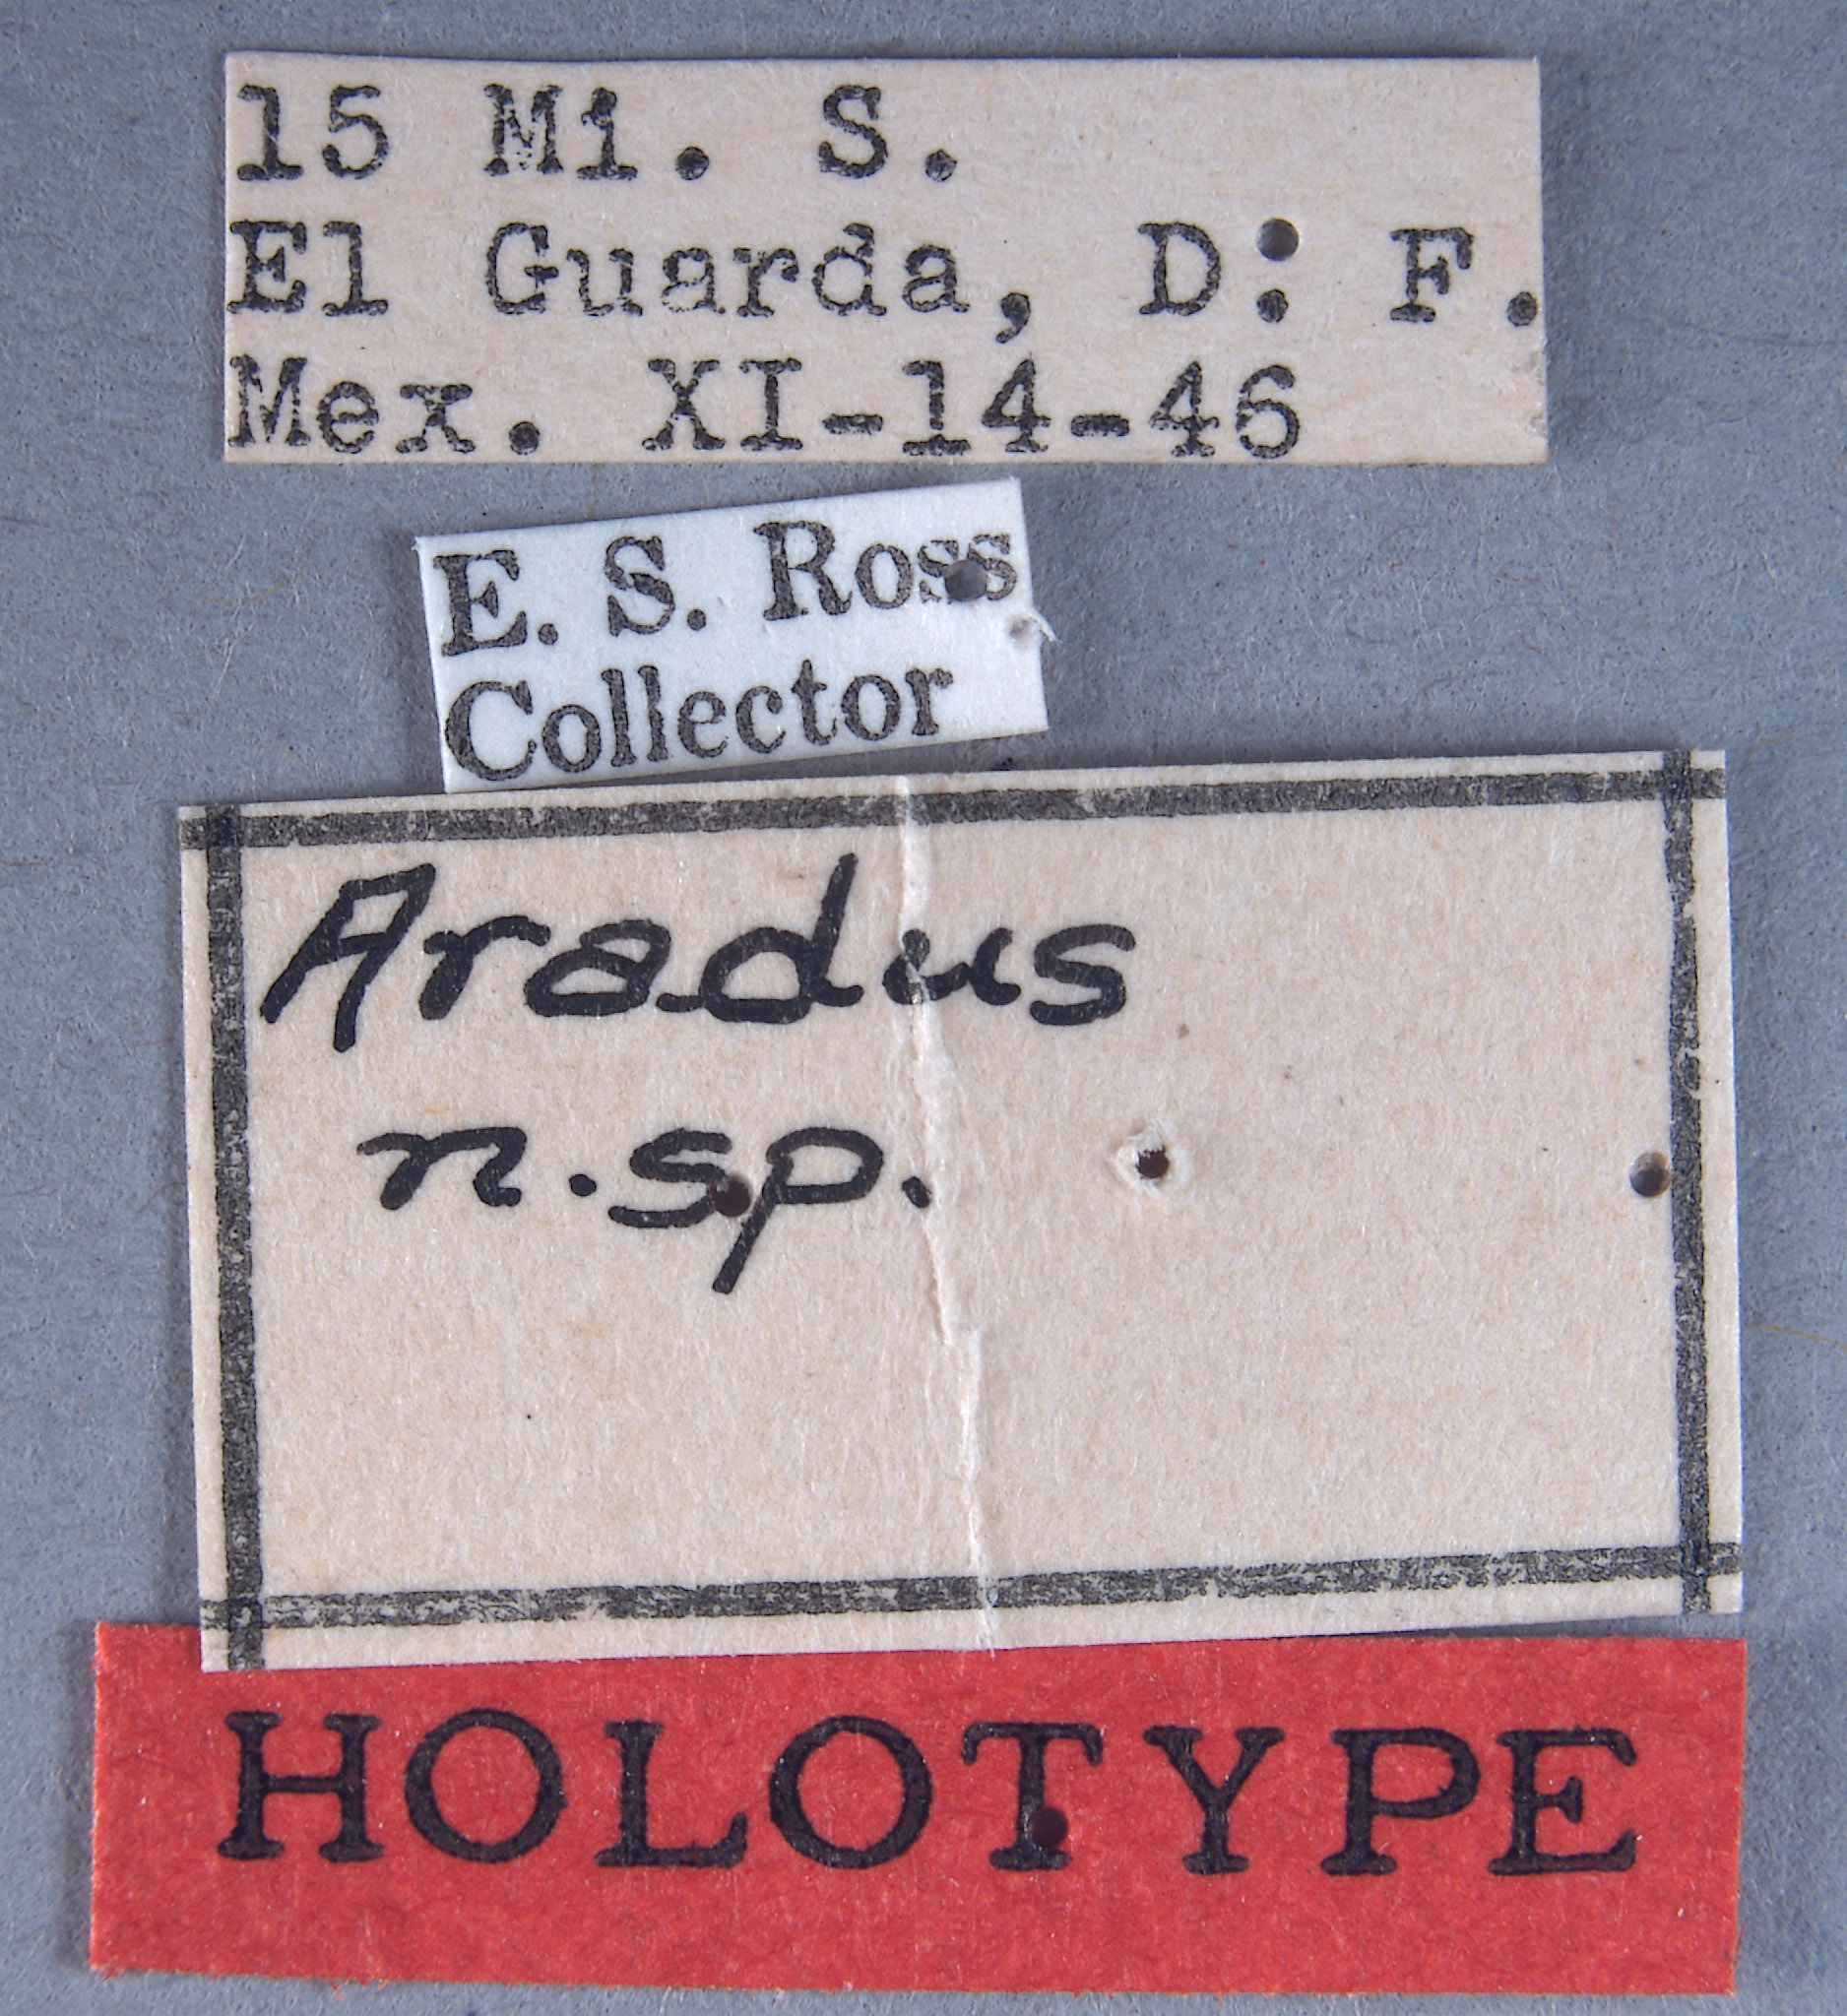 15 Mi. S.
El Guarda, D. F.
Mex. XI-14-46
E. S. Ross
Collector
Aradus
n.sp.
HOLOTYPE